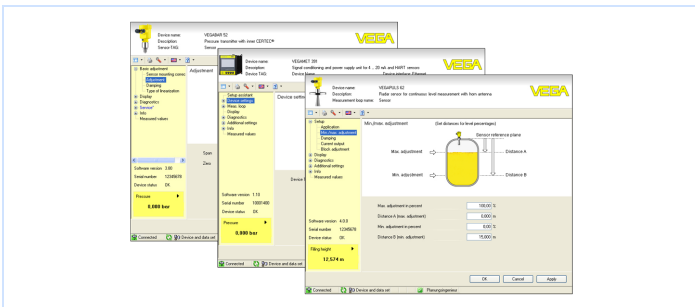 Device name VEGABAR 52
Description Pressure transmitter with inner CERTEC®
Sensor TAG Sensor
VEGA
Basic adjustment
Sensor mounting correc
Adjustment
Damping
Type of linearization
Display
Diagnostics
Service
Info
Measured values
Adjustment
Span
Zero
Software version 3.80
Serial number 12345678
Device status OK
Pressure
0,000 bar
Connected Device and data set
Device name VEGAMET 391
Description Signal conditioning and power supply unit for 4 ... 20 mA and HART sensors
Device TAG Device Name Device interface: Ethernet
VEGA
Setup assistant
Device settings
Meas. loop
Display
Diagnostics
Additional settings
Info
Measured values
Device settin
Device T
Software version 1.10
Serial number 10001480
Device status OK
Pressure
0,000 bar
Connected Device and data set
Device name VEGAPULS 62
Description Radar sensor for continuous level measurement with horn antenna
Measurement loop name Sensor
VEGA
Setup
Application
Min./max. adjustment
Damping
Current output
Block adjustment
Display
Diagnostics
Additional settings
Info
Measured values
Min./max. adjustment (Set distances for level percentages)
Sensor reference plane
Max. adjustment Distance A
Min. adjustment Distance B
Max. adjustment in percent 100,00 %
Distance A (max. adjustment) 0,000 m
Min. adjustment in percent 0,00 %
Distance B (min. adjustment) 15,000 m
Software version 4.0.0
Serial number 12345678
Device status OK
Filling height
12,574 m
OK Cancel Apply
Connected Device and data set Planungsingenieur